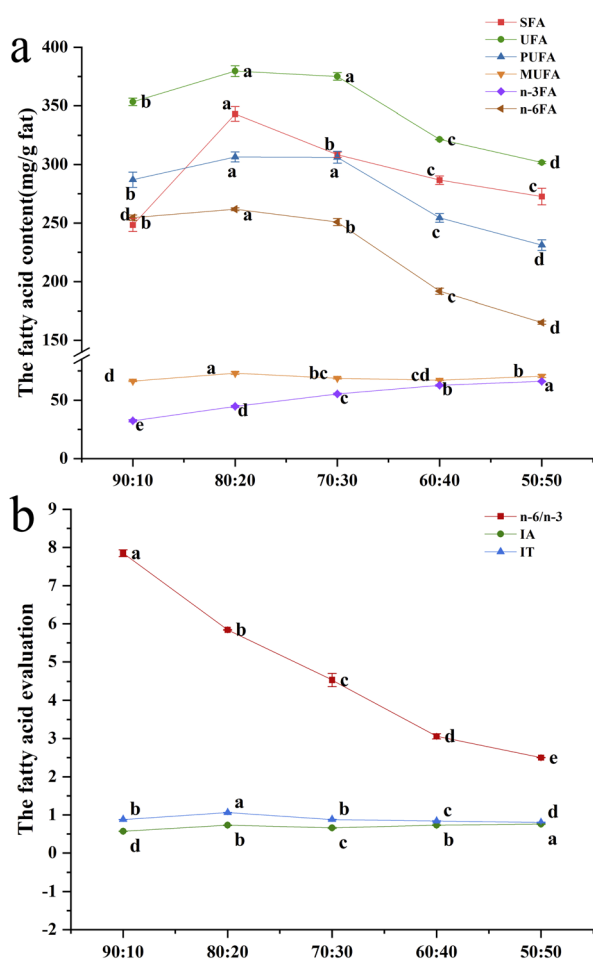 a
SFA
UFA
PUFA
MUFA
n-3FA
n-6FA
The fatty acid content(mg/g fat)
400
350
300
250
200
150
50
0
b a a c d
a b c c
b a a c d
d b a b c d
d a bc cd b
e d c b a
90:10 80:20 70:30 60:40 50:50
b
n-6/n-3
IA
IT
The fatty acid evaluation
9
8
7
6
5
4
3
2
1
0
-1
-2
a b c d e
b a b c d
d b c b a
90:10 80:20 70:30 60:40 50:50